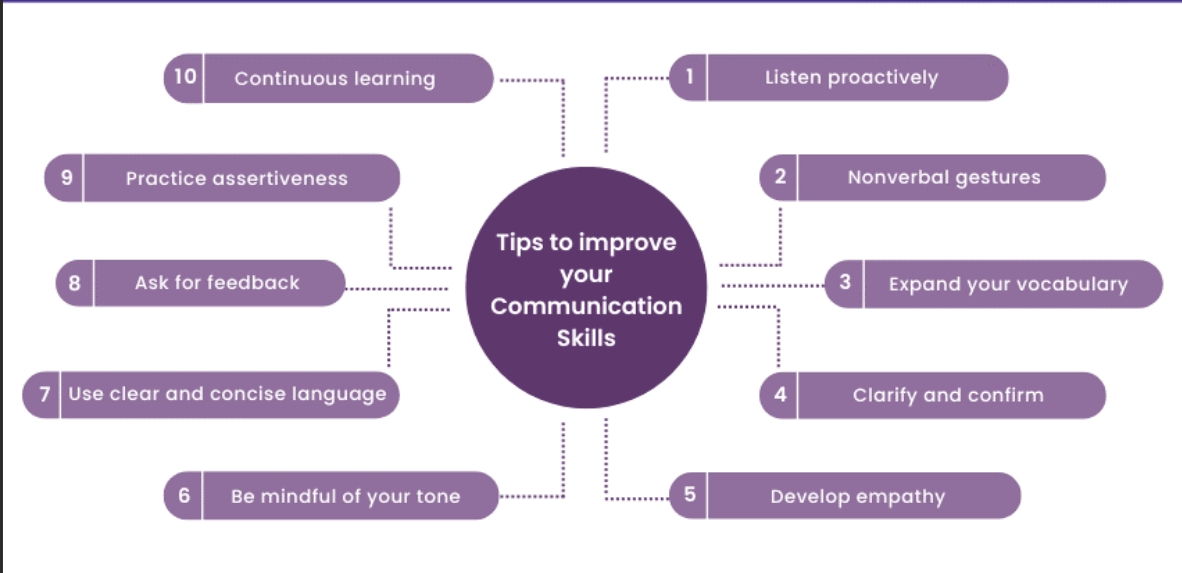 Tips to improve
your
Communication
Skills
1 Listen proactively
2 Nonverbal gestures
3 Expand your vocabulary
4 Clarify and confirm
5 Develop empathy
6 Be mindful of your tone
7 Use clear and concise language
8 Ask for feedback
9 Practice assertiveness
10 Continuous learning